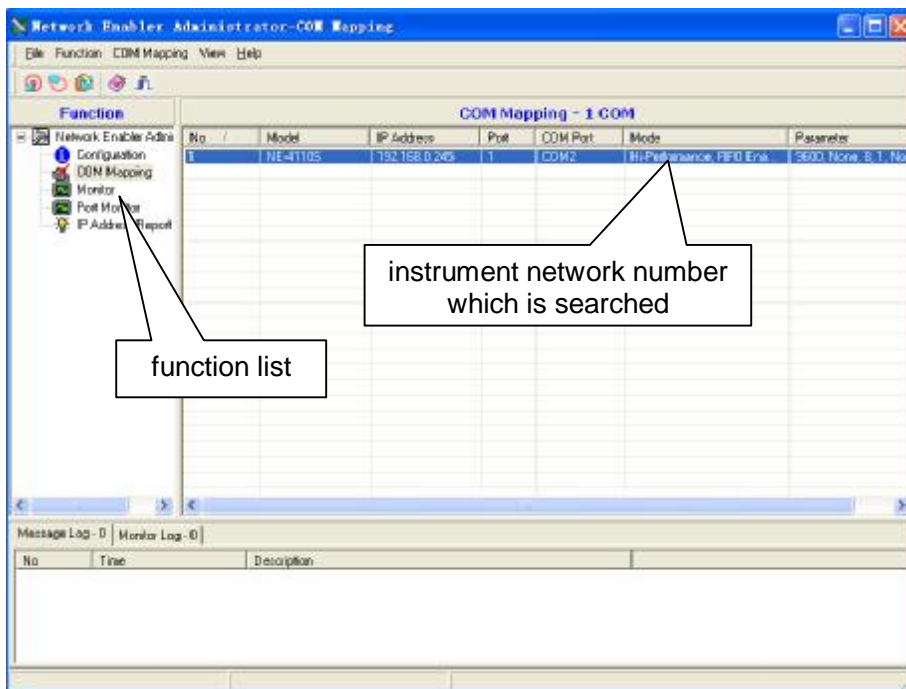 Network Enabler Administrator-COM Mapping
File Function COM Mapping View Help
Function
COM Mapping - 1 COM
Network Enabler Admi
Configuration
COM Mapping
Monitor
Port Monitor
IP Address Report
No / Model IP Address Port COM Port Mode Parameter
1 NE-4110S 192.168.0.245 1 COM2 Hi-Performance, FIFO Ena... 9600, None, 8, 1, No
instrument network number
which is searched
function list
Message Log - 0 Monitor Log - 0
No Time Description